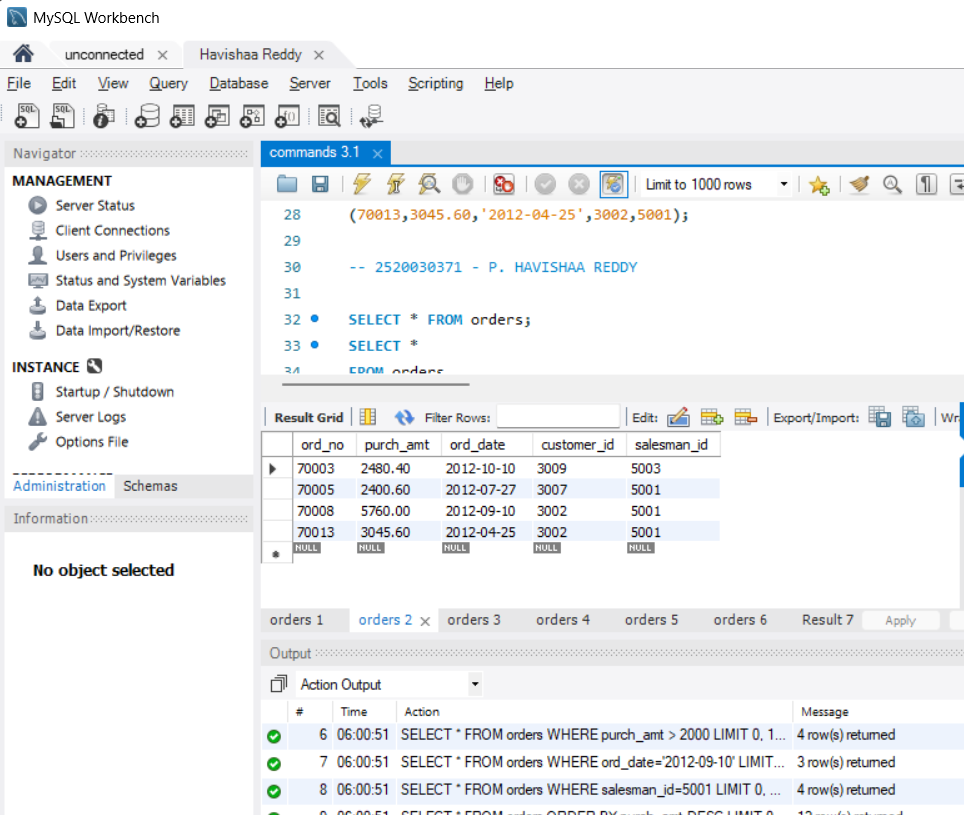 MySQL Workbench
unconnected × Havishaa Reddy ×
File Edit View Query Database Server Tools Scripting Help
Navigator
MANAGEMENT
Server Status
Client Connections
Users and Privileges
Status and System Variables
Data Export
Data Import/Restore
INSTANCE
Startup / Shutdown
Server Logs
Options File
Administration Schemas
Information
No object selected
commands 3.1 ×
Limit to 1000 rows
28 (70013,3045.60,'2012-04-25',3002,5001);
29
30 -- 2520030371 - P. HAVISHAA REDDY
31
32 SELECT * FROM orders;
33 SELECT *
34 FROM orders
Result Grid Filter Rows: Edit: Export/Import:
ord_no purch_amt ord_date customer_id salesman_id
70003 2480.40 2012-10-10 3009 5003
70005 2400.60 2012-07-27 3007 5001
70008 5760.00 2012-09-10 3002 5001
70013 3045.60 2012-04-25 3002 5001
NULL NULL NULL NULL NULL
orders 1 orders 2 × orders 3 orders 4 orders 5 orders 6 Result 7 Apply
Output
Action Output
# Time Action Message
6 06:00:51 SELECT * FROM orders WHERE purch_amt > 2000 LIMIT 0, 1... 4 row(s) returned
7 06:00:51 SELECT * FROM orders WHERE ord_date='2012-09-10' LIMIT... 3 row(s) returned
8 06:00:51 SELECT * FROM orders WHERE salesman_id=5001 LIMIT 0, ... 4 row(s) returned